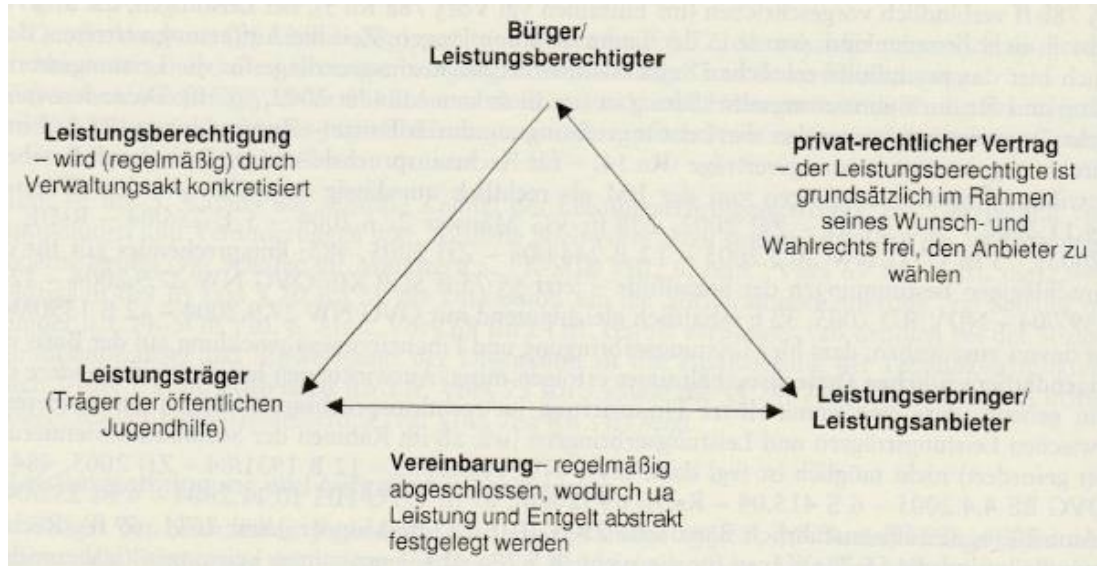 Bürger/
Leistungsberechtigter
Leistungsberechtigung
– wird (regelmäßig) durch
Verwaltungsakt konkretisiert
privat-rechtlicher Vertrag
– der Leistungsberechtigte ist
grundsätzlich im Rahmen
seines Wunsch- und
Wahlrechts frei, den Anbieter zu
wählen
Leistungsträger
(Träger der öffentlichen
Jugendhilfe)
Leistungserbringer/
Leistungsanbieter
Vereinbarung– regelmäßig
abgeschlossen, wodurch ua
Leistung und Entgelt abstrakt
festgelegt werden